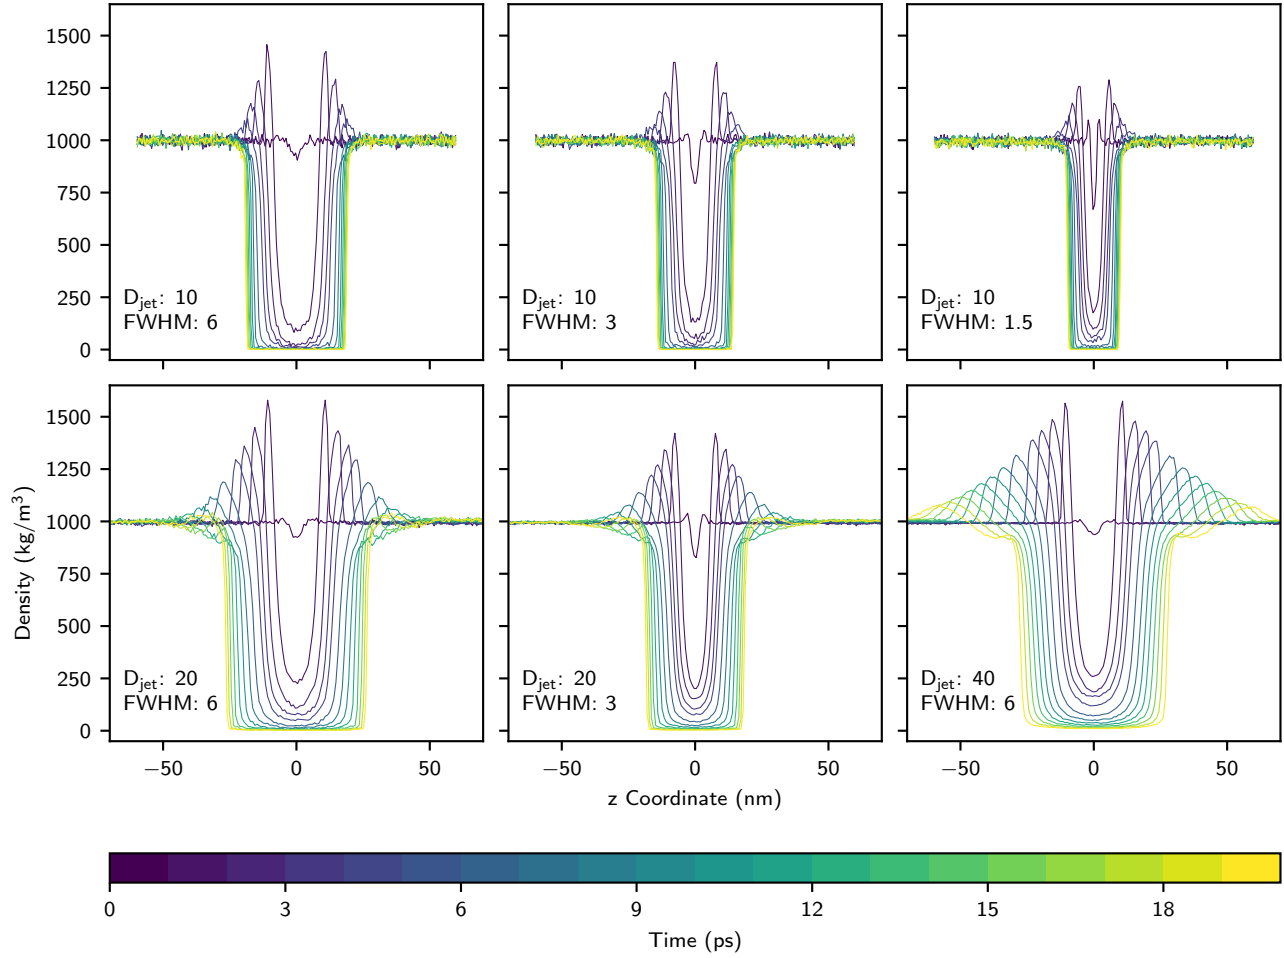 1500
1250
1000
750
500
250
0
D_jet: 10
FWHM: 6
D_jet: 10
FWHM: 3
D_jet: 10
FWHM: 1.5
1500
1250
1000
750
500
250
0
Density (kg/m³)
D_jet: 20
FWHM: 6
D_jet: 20
FWHM: 3
D_jet: 40
FWHM: 6
−50 0 50
−50 0 50
−50 0 50
z Coordinate (nm)
0 3 6 9 12 15 18
Time (ps)